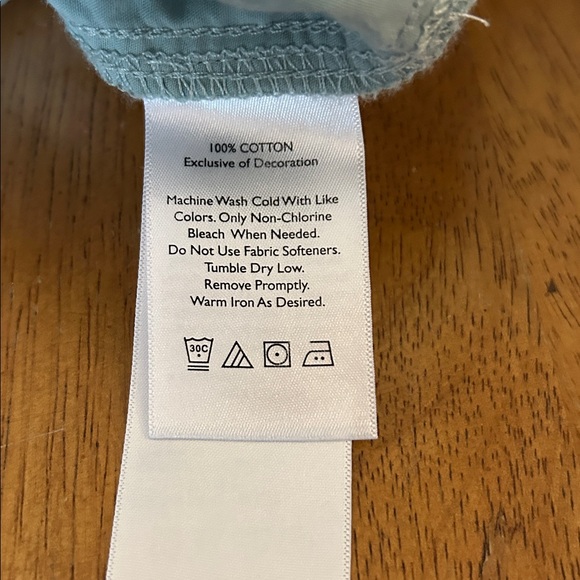 100% COTTON
Exclusive of Decoration
Machine Wash Cold With Like
Colors. Only Non-Chlorine
Bleach When Needed.
Do Not Use Fabric Softeners.
Tumble Dry Low.
Remove Promptly.
Warm Iron As Desired.
30C